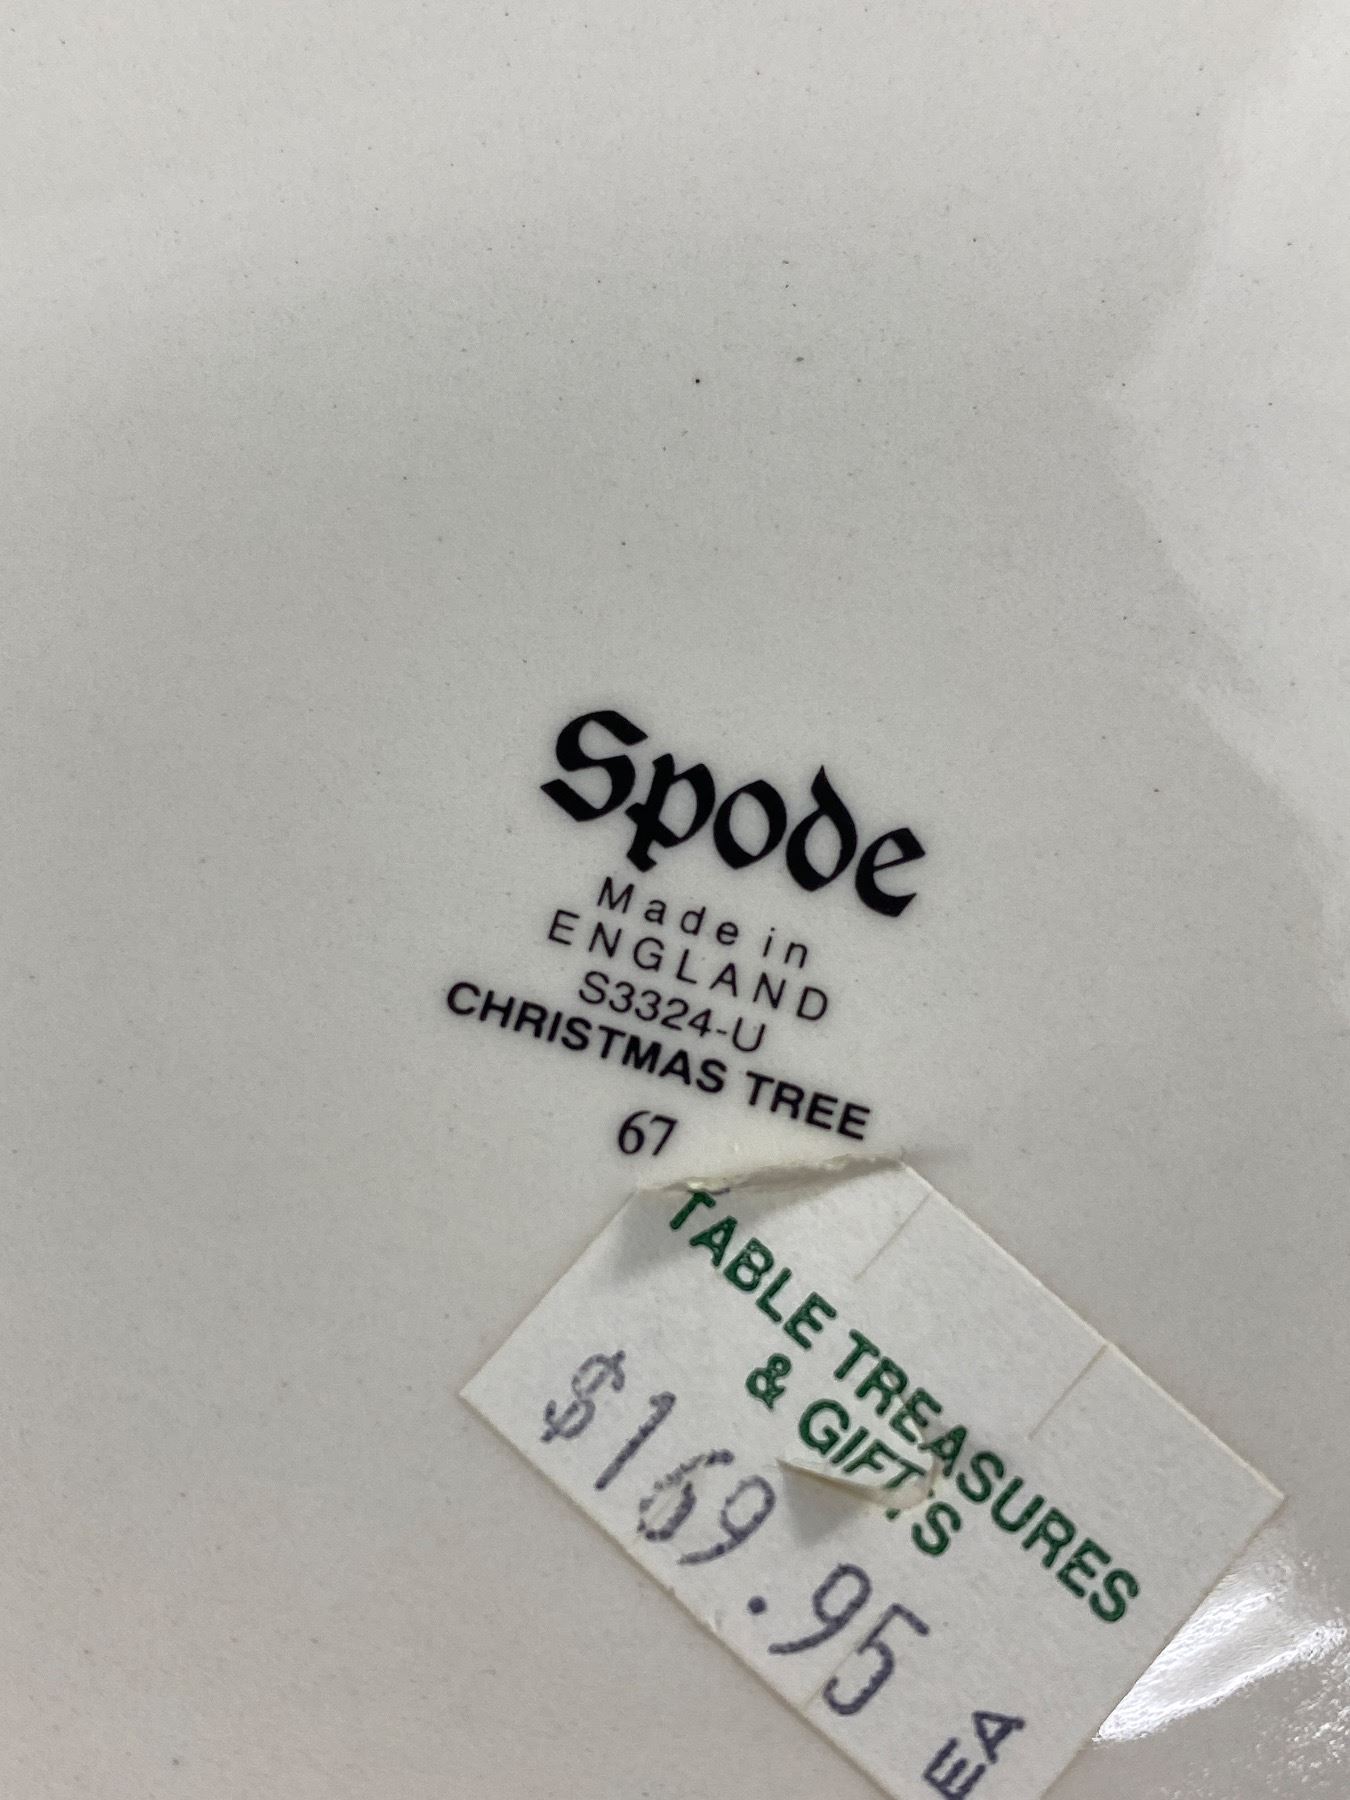 Spode
Made in
ENGLAND
S3324-U
CHRISTMAS TREE
67
TABLE TREASURES
& GIFTS
$169.95
EA